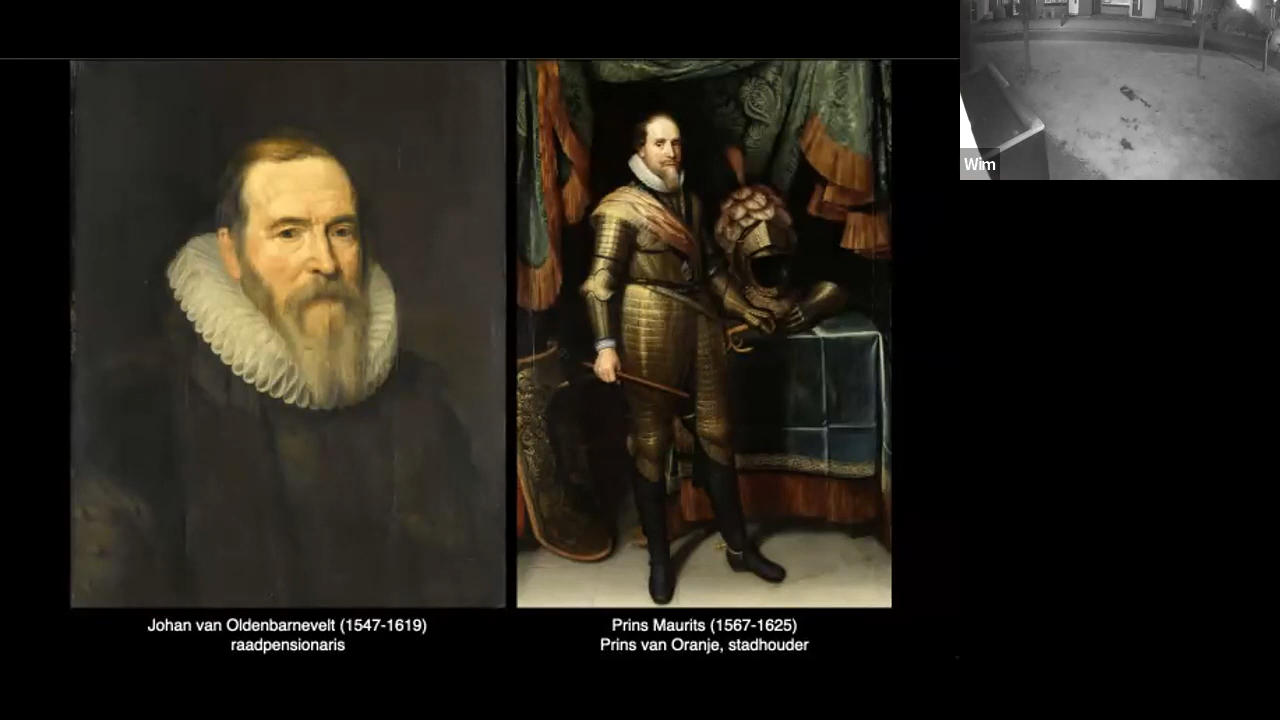 Wim
Johan van Oldenbarnevelt (1547-1619)
raadpensionaris
Prins Maurits (1567-1625)
Prins van Oranje, stadhouder